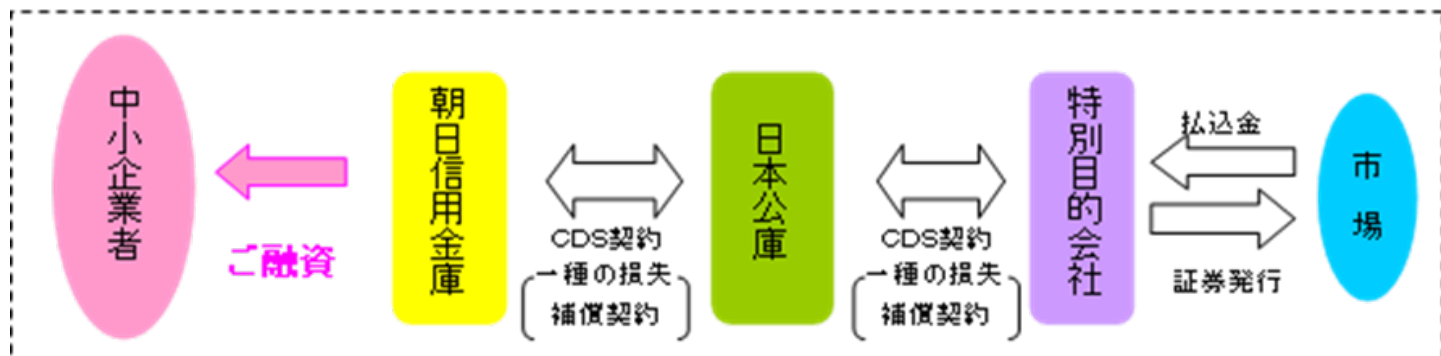 中小企業者
ご融資
朝日信用金庫
CDS契約
一種の損失
補償契約
日本公庫
CDS契約
一種の損失
補償契約
特別目的会社
払込金
証券発行
市場